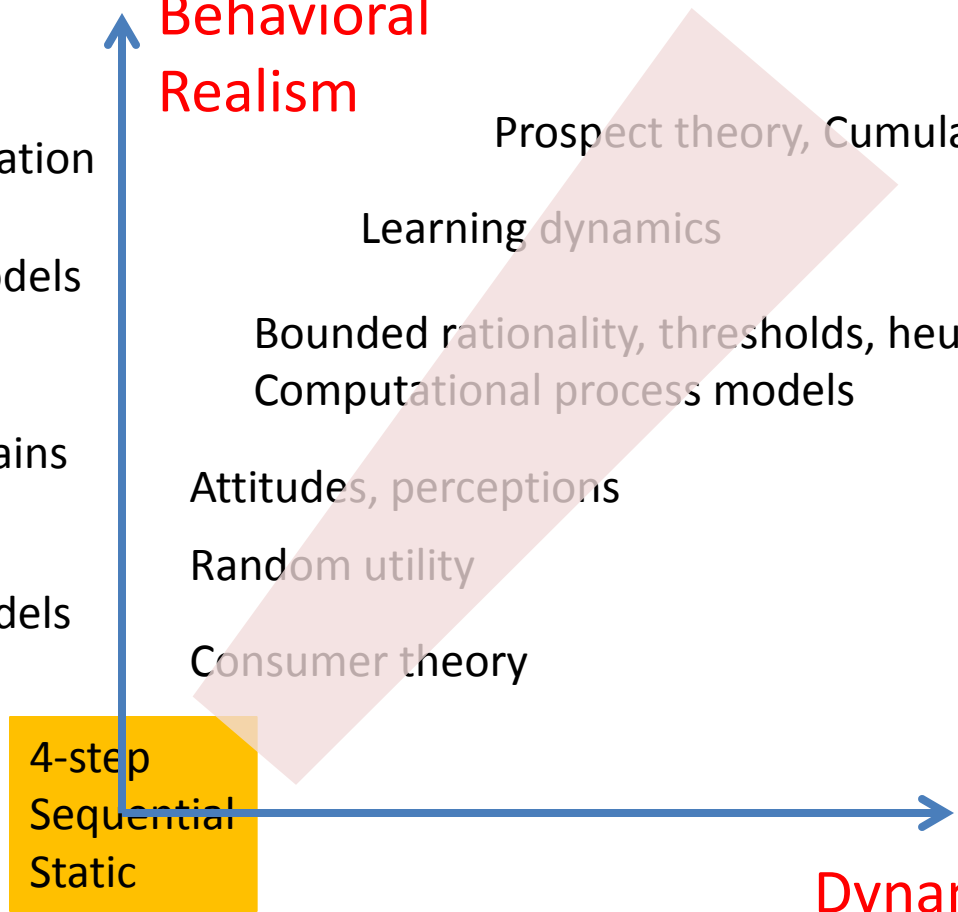 Behavioral
Realism
Prospect theory, Cumula
ation
Learning dynamics
dels
Bounded rationality, thresholds, heu
Computational process models
ains
Attitudes, perceptions
Random utility
dels
Consumer theory
4-step
Sequential
Static
Dynar